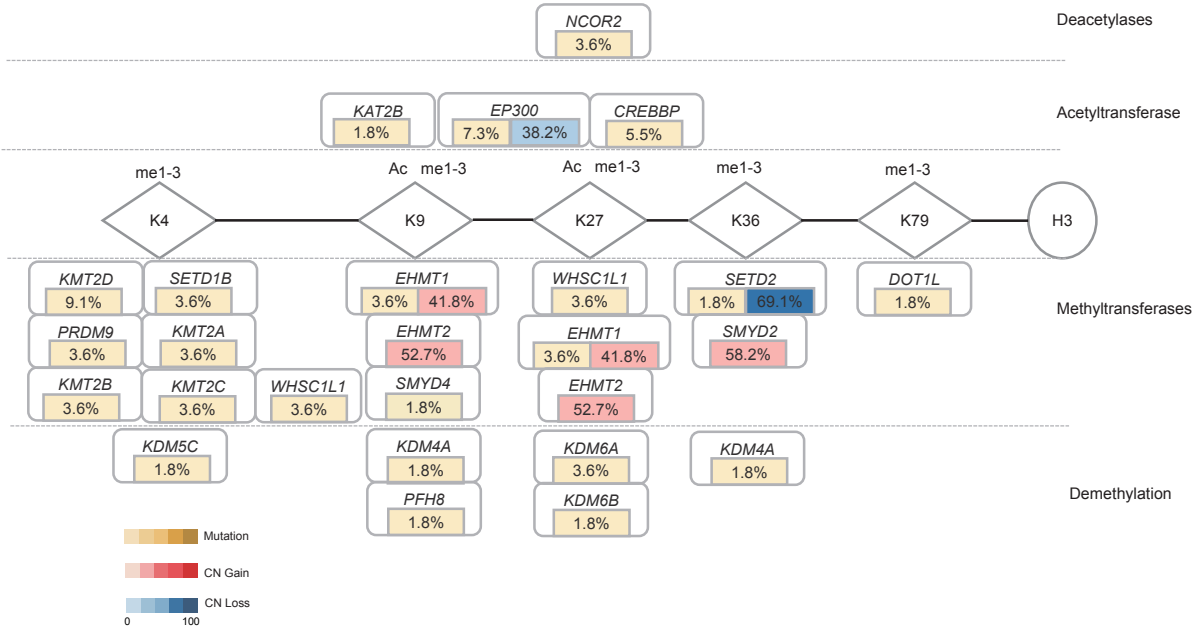 NCOR2
3.6%
Deacetylases
KAT2B
1.8%
EP300
7.3% 38.2%
CREBBP
5.5%
Acetyltransferase
me1-3
Ac me1-3
Ac me1-3
me1-3
me1-3
K4
K9
K27
K36
K79
H3
KMT2D
9.1%
SETD1B
3.6%
EHMT1
3.6% 41.8%
WHSC1L1
3.6%
SETD2
1.8% 69.1%
DOT1L
1.8%
Methyltransferases
PRDM9
3.6%
KMT2A
3.6%
EHMT2
52.7%
EHMT1
3.6% 41.8%
SMYD2
58.2%
KMT2B
3.6%
KMT2C
3.6%
WHSC1L1
3.6%
SMYD4
1.8%
EHMT2
52.7%
KDM5C
1.8%
KDM4A
1.8%
KDM6A
3.6%
KDM4A
1.8%
PFH8
1.8%
KDM6B
1.8%
Demethylation
Mutation
CN Gain
CN Loss
0 100